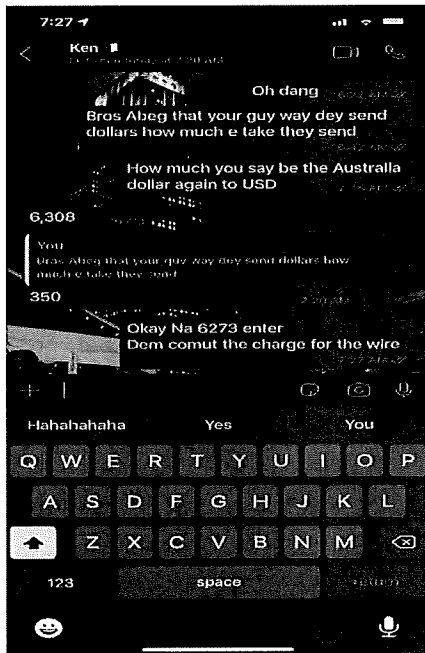 7:27
Ken
Oh dang
Bros Abeg that your guy way dey send
dollars how much e take they send
How much you say be the Australla
dollar again to USD
6,308
You
Bros Abeg that your guy way dey send dollars how
much e take they send
350
Okay Na 6273 enter
Dem comut the charge for the wire
Hahahahaha Yes You
Q W E R T Y U I O P
A S D F G H J K L
Z X C V B N M
123 space return